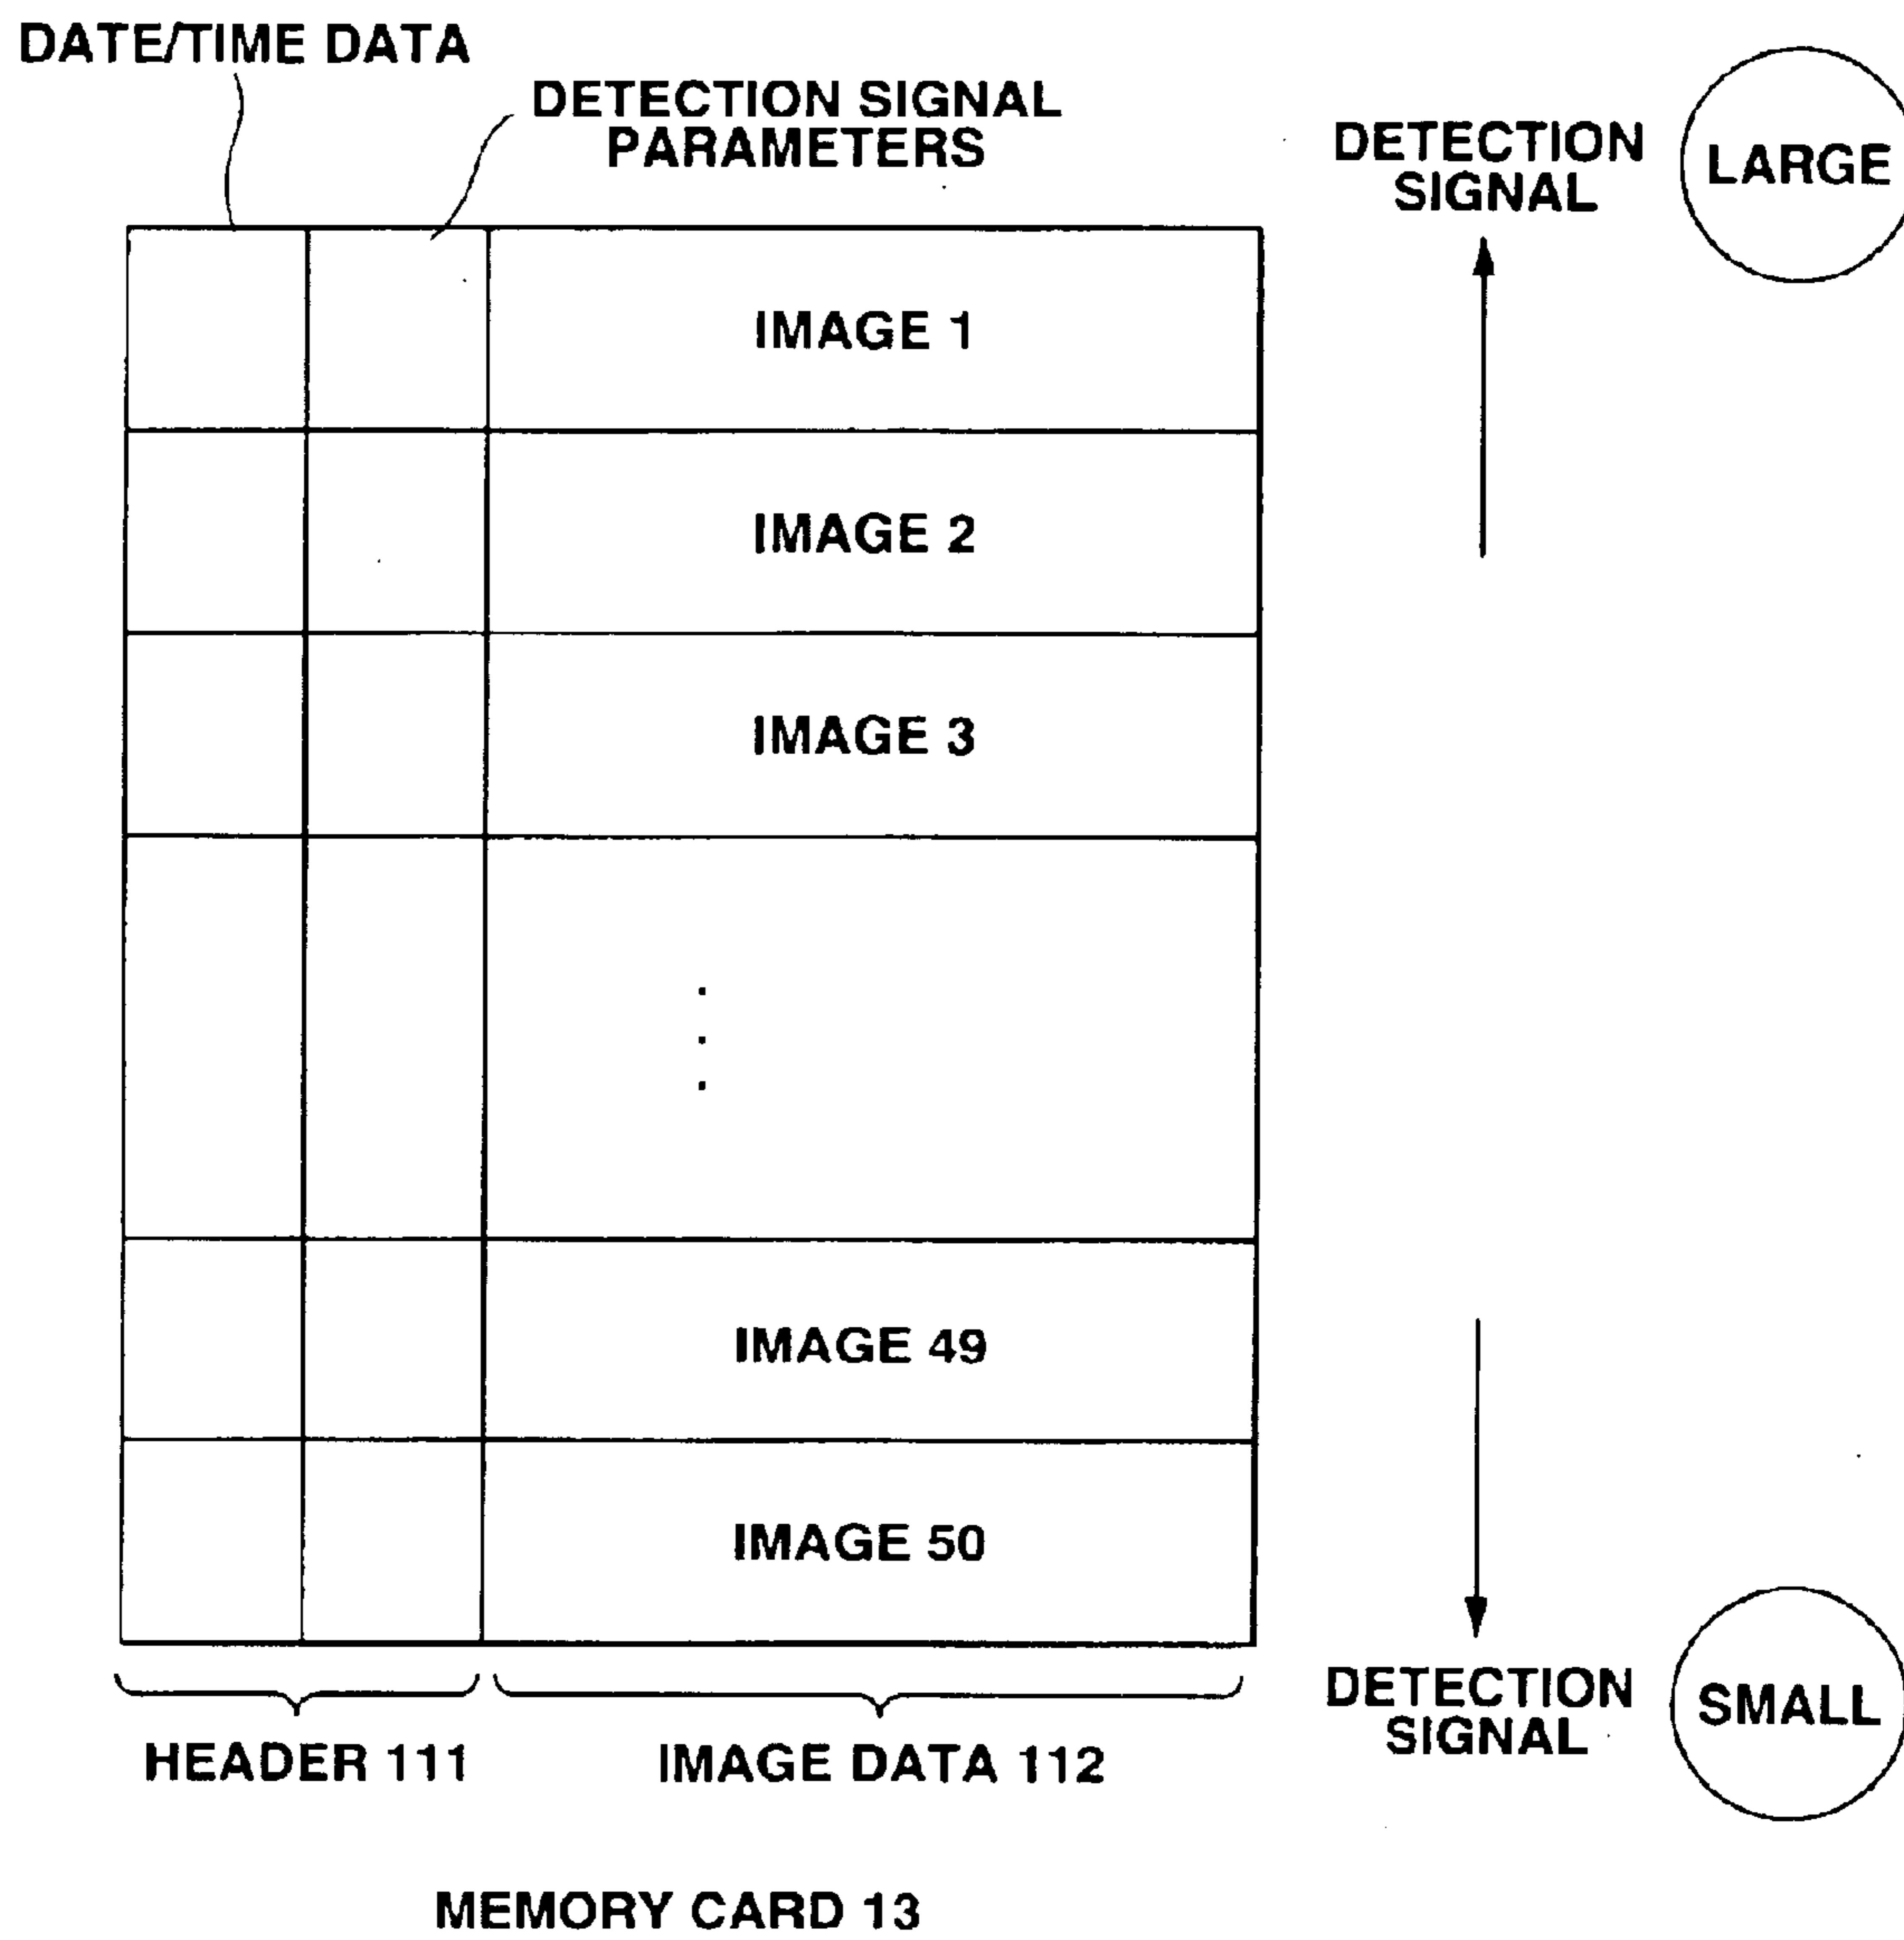 DATE/TIME DATA
DETECTION SIGNAL
PARAMETERS
DETECTION
SIGNAL
LARGE
IMAGE 1
IMAGE 2
IMAGE 3
.
.
.
IMAGE 49
IMAGE 50
HEADER 111
IMAGE DATA 112
DETECTION
SIGNAL
SMALL
MEMORY CARD 13